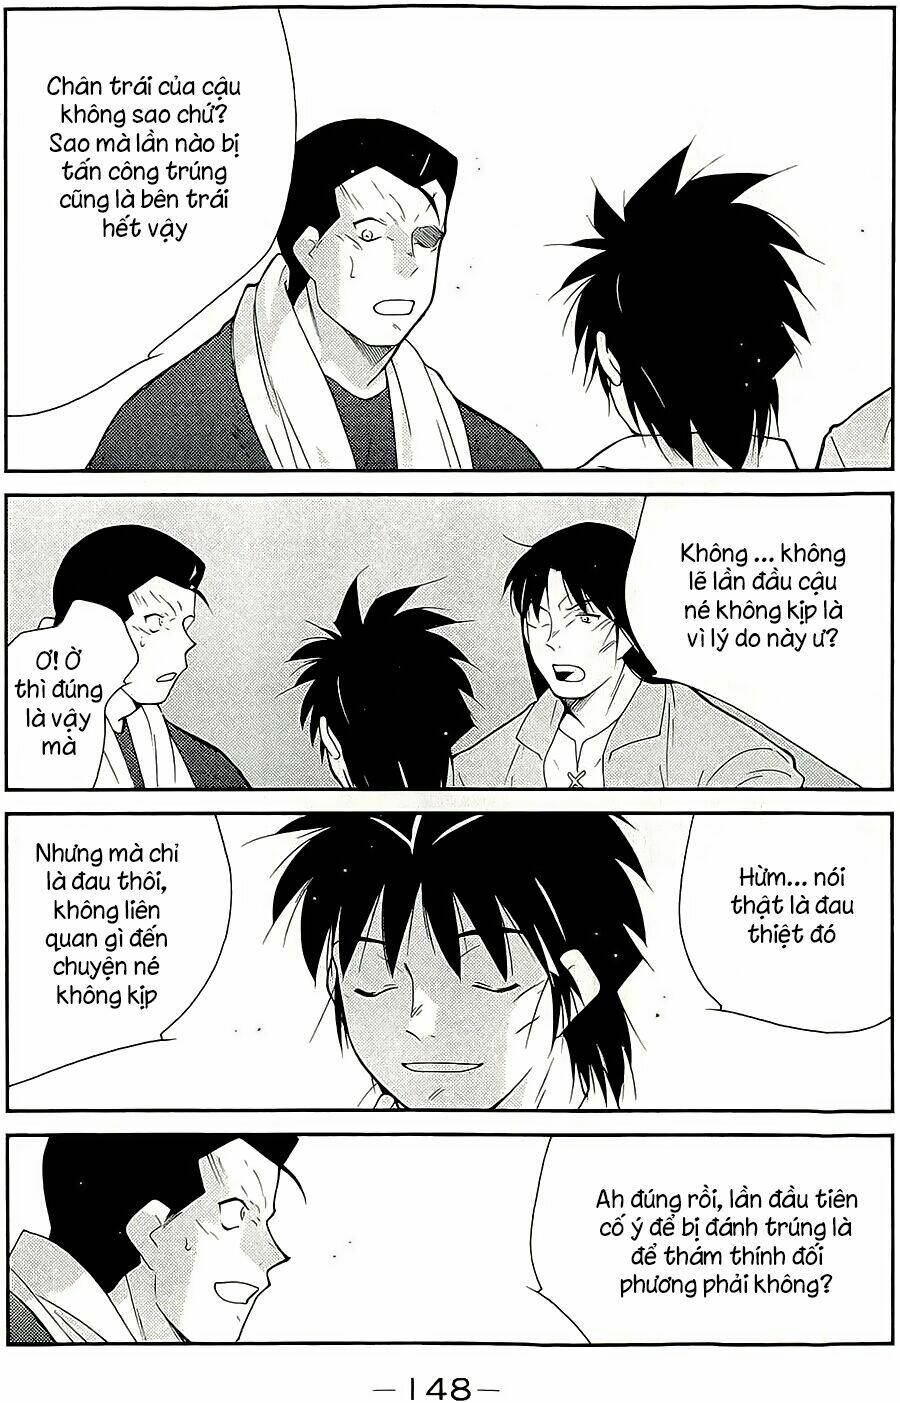 Chân trái của cậu
không sao chứ?
Sao mà lần nào bị
tấn công trúng
cũng là bên trái
hết vậy
Không ... không
lẽ lần đầu cậu
né không kịp là
vì lý do này ư?
Ơ! Ờ
thì đúng
là vậy
mà
Hừm... nói
thật là đau
thiệt đó
Nhưng mà chỉ
là đau thôi,
không liên
quan gì đến
chuyện né
không kịp
Ah đúng rồi, lần đầu tiên
cố ý để bị đánh trúng là
để thám thính đối
phương phải không?
- 148 -